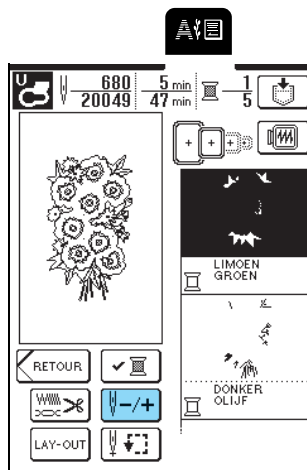 A
U
680 5 min 1
20049 47 min 5
LIMOEN
GROEN
RETOUR
-/+
DONKER
OLIJF
LAY-OUT